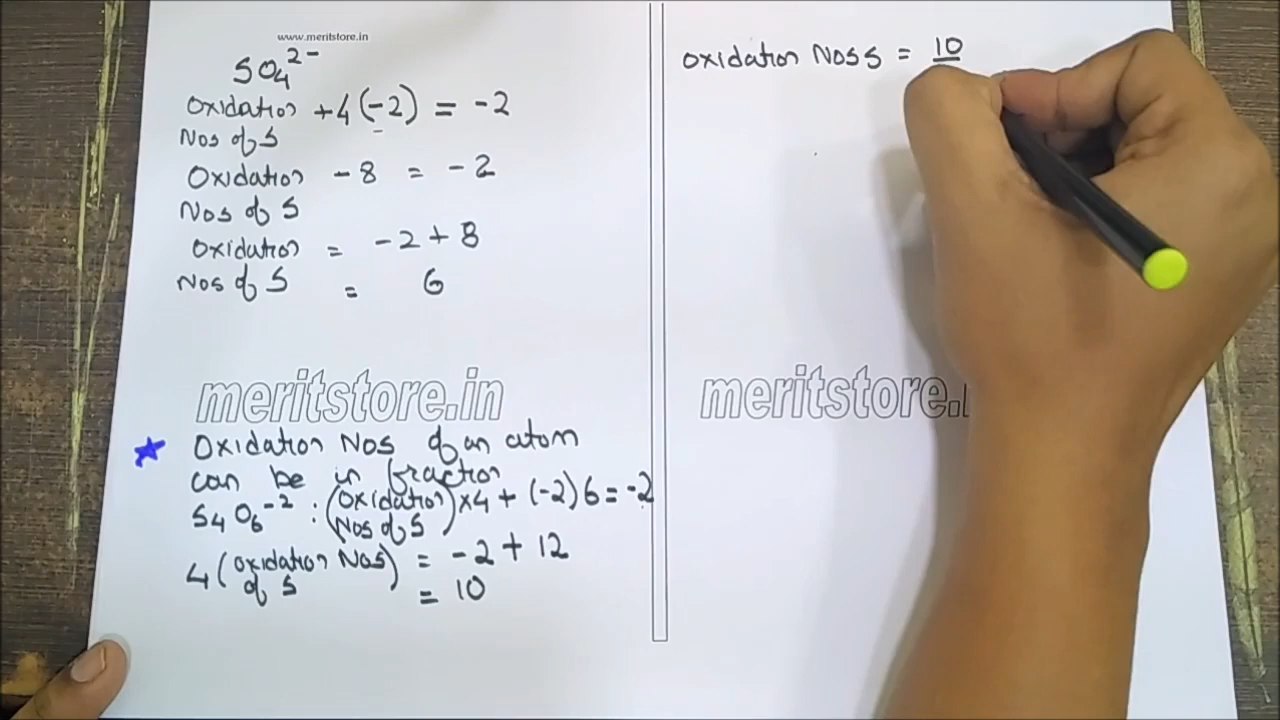 www.meritstore.in
SO4 2-
Oxidation +4(-2) = -2
Nos of S
Oxidation -8 = -2
Nos of S
Oxidation = -2+8
Nos of S = 6
meritstore.in
★ Oxidation Nos of an atom
can be in fraction
S4O6 -2 : (Oxidation Nos of S) x4 + (-2)6 = -2
4(Oxidation Nos of S) = -2 + 12
= 10
Oxidation Nos S = 10
meritstore.i